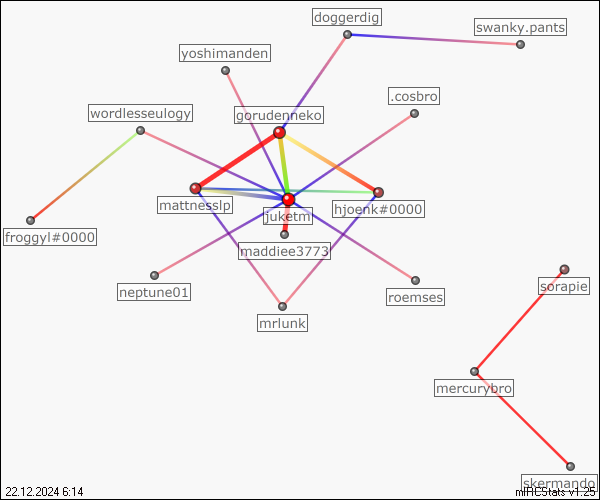 doggerdig
swanky.pants
yoshimanden
.cosbro
wordlesseulogy
gorudenneko
mattnesslp
hjoenk#0000
juketm
froggyl#0000
maddiee3773
sorapie
neptune01
roemses
mrlunk
mercurybro
skermando
22.12.2024 6:14
mIRCStats v1.25